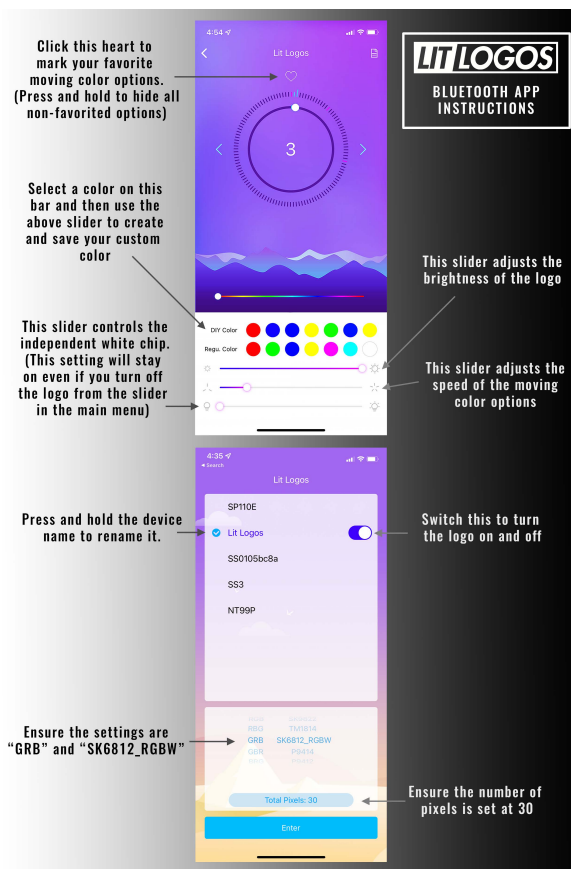 LIT LOGOS
BLUETOOTH APP
INSTRUCTIONS
Click this heart to
mark your favorite
moving color options.
(Press and hold to hide all
non-favorited options)
4:54
Lit Logos
3
Select a color on this
bar and then use the
above slider to create
and save your custom
color
This slider adjusts the
brightness of the logo
DIY Color
Regu. Color
This slider controls the
independent white chip.
(This setting will stay
on even if you turn off
the logo from the slider
in the main menu)
This slider adjusts the
speed of the moving
color options
4:35
◂ Search
Lit Logos
SP110E
Press and hold the device
name to rename it.
Lit Logos
Switch this to turn
the logo on and off
SS0105bc8a
SS3
NT99P
Ensure the settings are
“GRB” and “SK6812_RGBW”
TM1814
GRB SK6812_RGBW
GBR P9414
Ensure the number of
pixels is set at 30
Total Pixels: 30
Enter